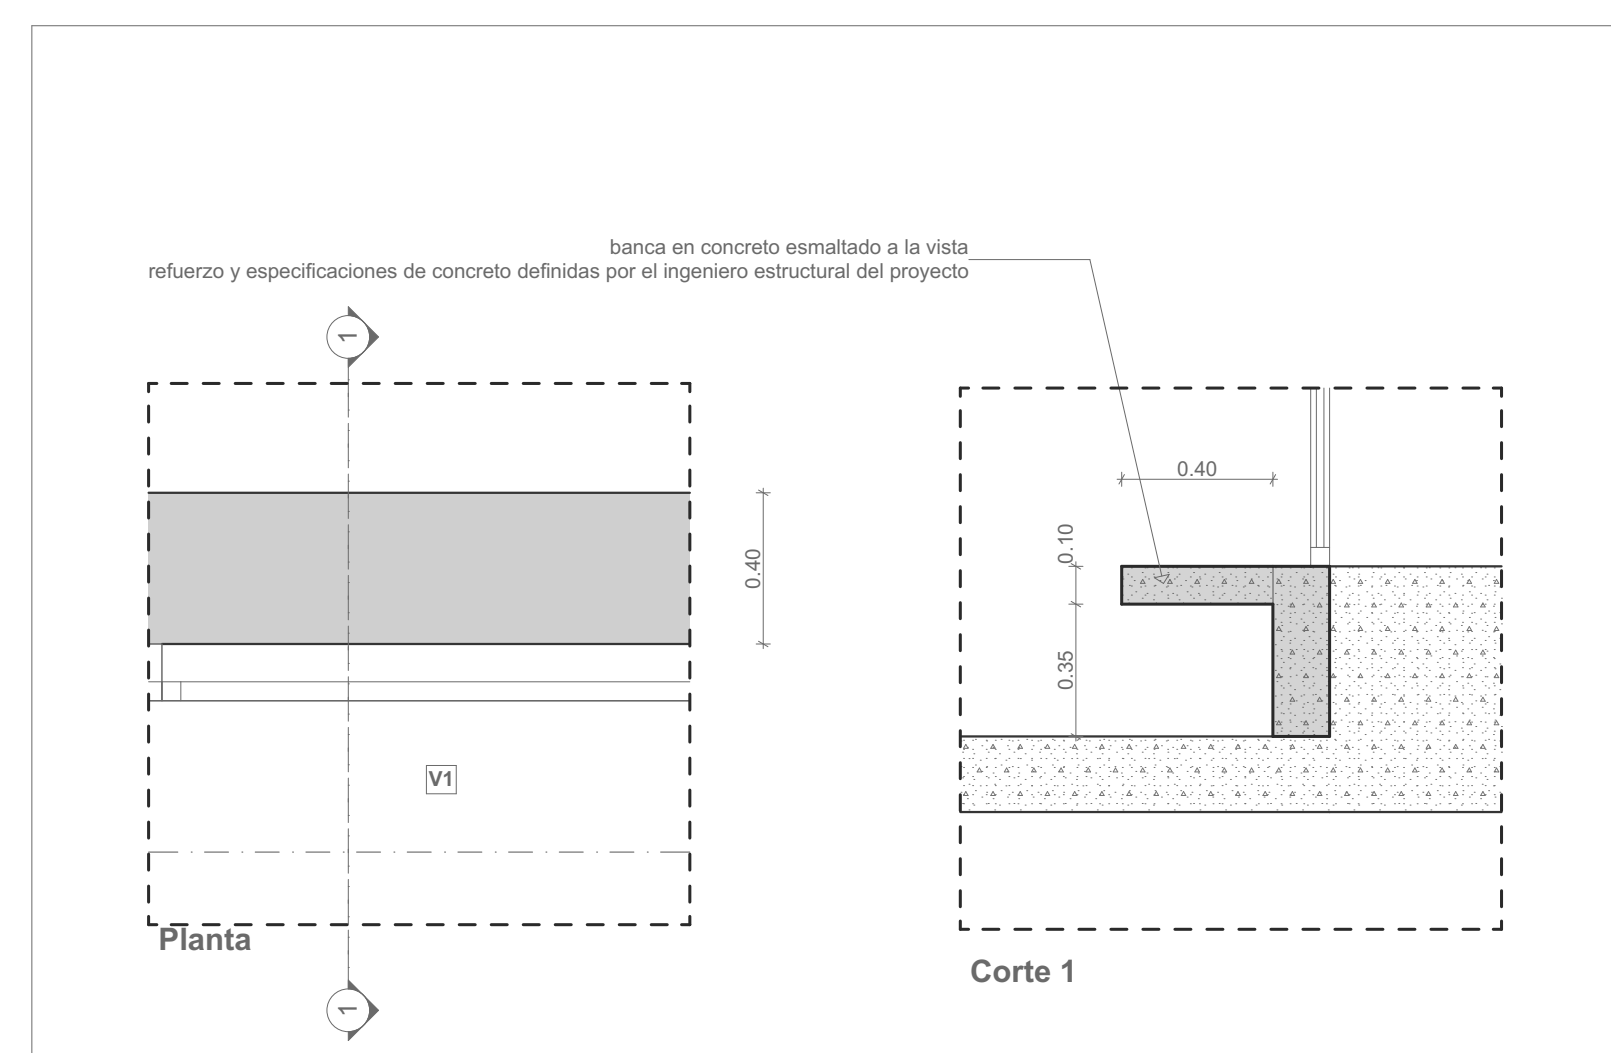 banca en concreto esmaltado a la vista
refuerzo y especificaciones de concreto definidas por el ingeniero estructural del proyecto
1
0.40
V1
Planta
1
0.40
0.10
0.35
Corte 1